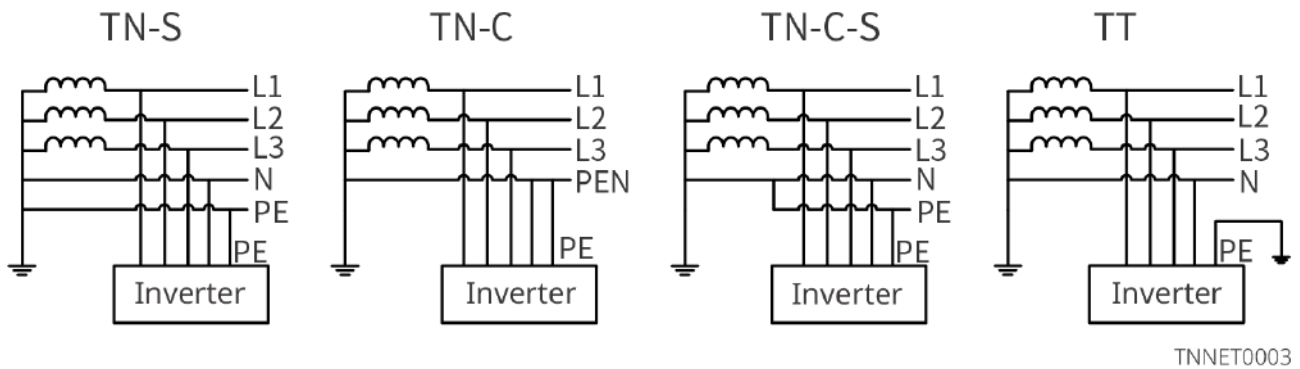 TN-S TN-C TN-C-S TT
L1 L1 L1 L1
L2 L2 L2 L2
L3 L3 L3 L3
N PEN N N
PE PE
PE PE PE PE
Inverter Inverter Inverter Inverter
TNNET0003